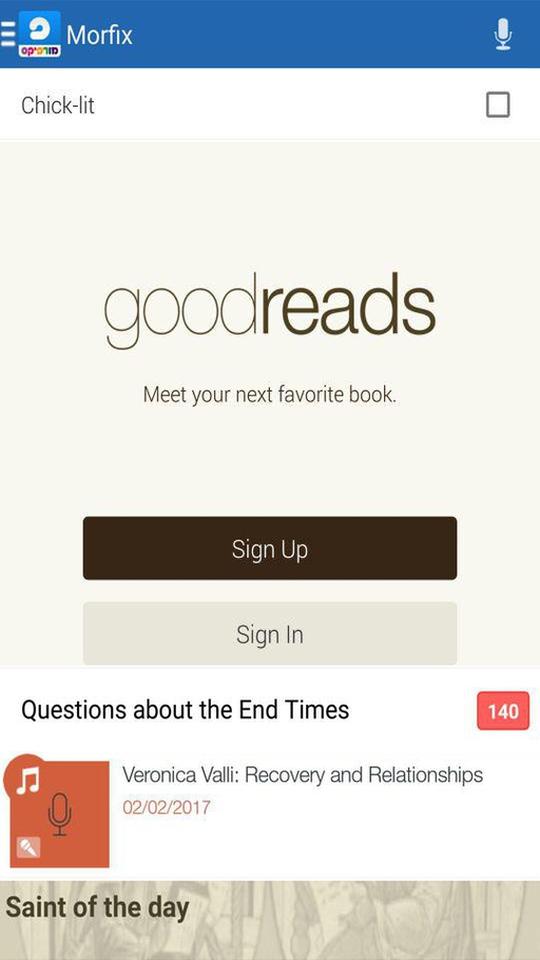 Morfix
מורפיקס
Chick-lit
goodreads
Meet your next favorite book.
Sign Up
Sign In
Questions about the End Times
140
Veronica Valli: Recovery and Relationships
02/02/2017
Saint of the day